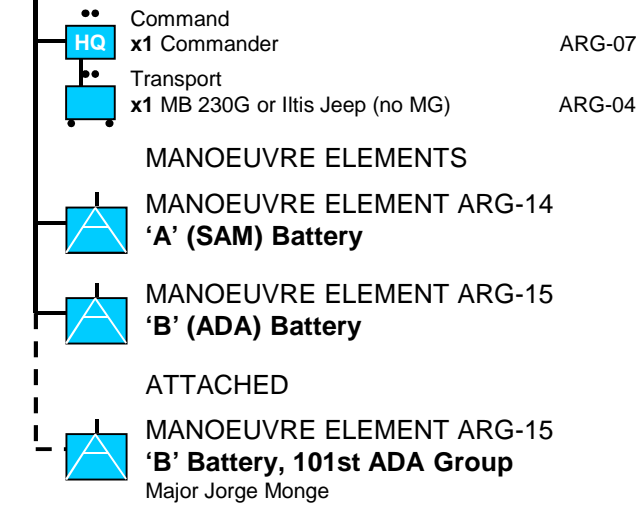 Command
HQ x1 Commander ARG-07
Transport
x1 MB 230G or Iltis Jeep (no MG) ARG-04
MANOEUVRE ELEMENTS
MANOEUVRE ELEMENT ARG-14
‘A’ (SAM) Battery
MANOEUVRE ELEMENT ARG-15
‘B’ (ADA) Battery
ATTACHED
MANOEUVRE ELEMENT ARG-15
‘B’ Battery, 101st ADA Group
Major Jorge Monge